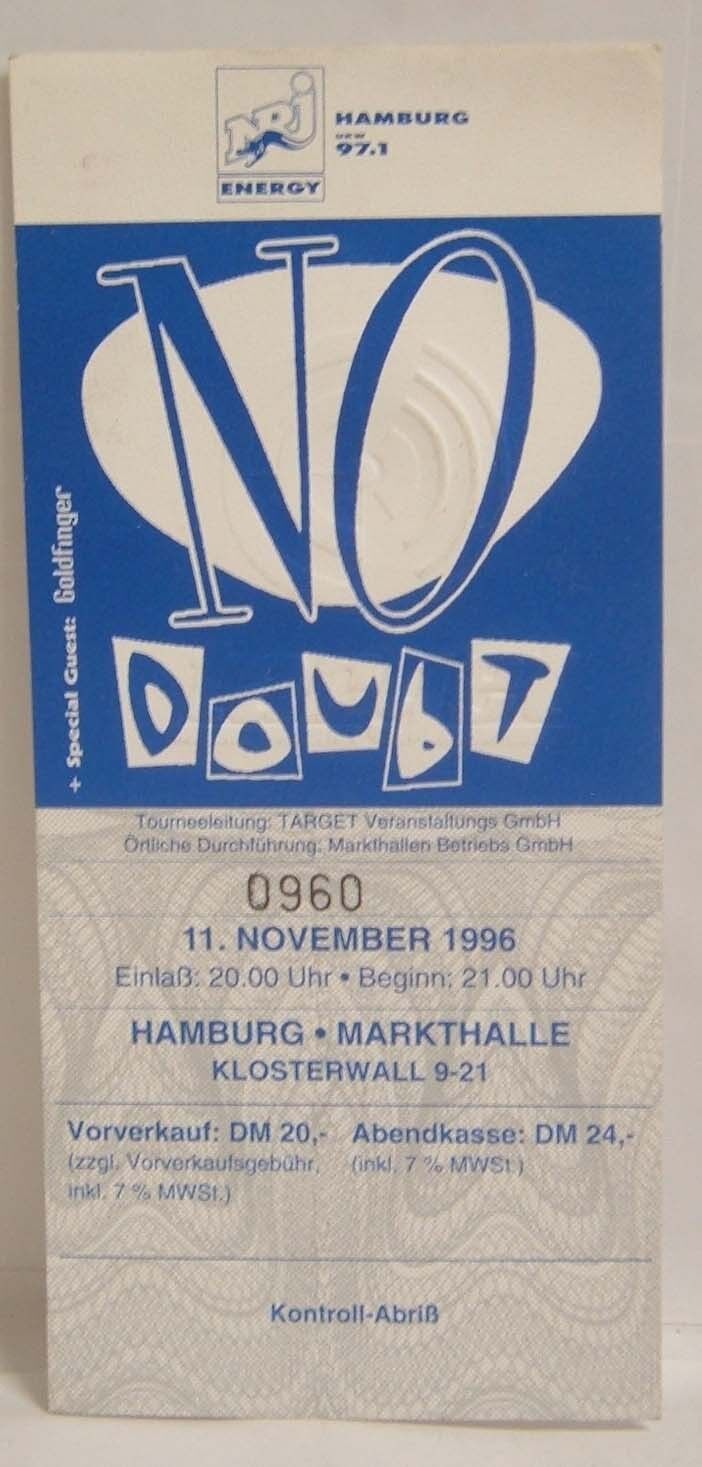 NRJ
ENERGY
HAMBURG
UKW
97.1
NO
DOUBT
+ Special Guest: Goldfinger
Tourneeleitung: TARGET Veranstaltungs GmbH
Örtliche Durchführung: Markthallen Betriebs GmbH
0960
11. NOVEMBER 1996
Einlaß: 20.00 Uhr • Beginn: 21.00 Uhr
HAMBURG • MARKTHALLE
KLOSTERWALL 9-21
Vorverkauf: DM 20,- Abendkasse: DM 24,-
(zzgl. Vorverkaufsgebühr, (inkl. 7 % MWSt.)
inkl. 7 % MWSt.)
Kontroll-Abriß